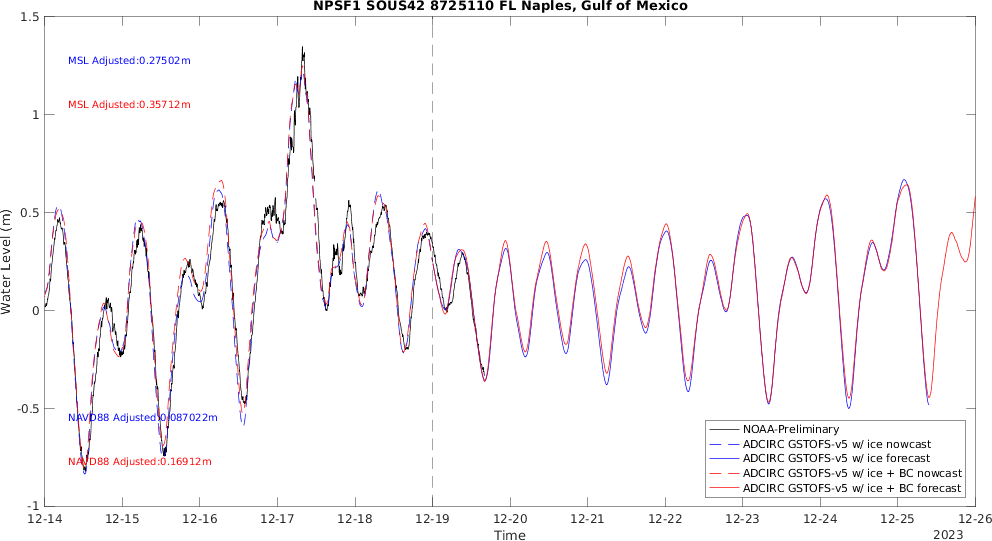 NPSF1 SOUS42 8725110 FL Naples, Gulf of Mexico
1.5
MSL Adjusted:0.27502m
MSL Adjusted:0.35712m
1
0.5
Water Level (m)
0
-0.5
NAVD88 Adjusted:0.087022m
NAVD88 Adjusted:0.16912m
-1
NOAA-Preliminary
ADCIRC GSTOFS-v5 w/ ice nowcast
ADCIRC GSTOFS-v5 w/ ice forecast
ADCIRC GSTOFS-v5 w/ ice + BC nowcast
ADCIRC GSTOFS-v5 w/ ice + BC forecast
12-14 12-15 12-16 12-17 12-18 12-19 12-20 12-21 12-22 12-23 12-24 12-25 12-26
Time
2023